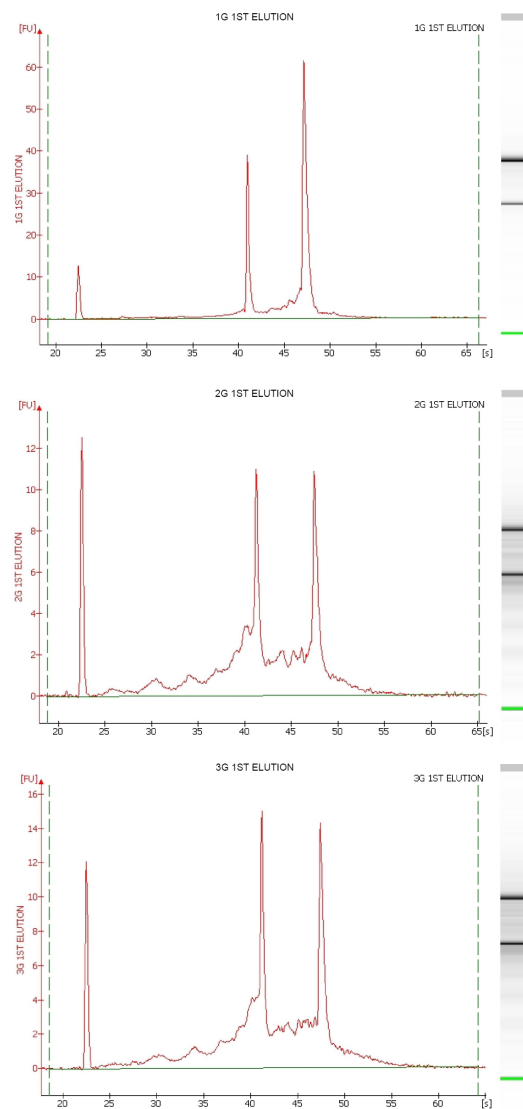 1G 1ST ELUTION
[FU] 1G 1ST ELUTION
60
50
40
30
20
10
0
1G 1ST ELUTION
20 25 30 35 40 45 50 55 60 65 [s]
2G 1ST ELUTION
[FU] 2G 1ST ELUTION
12
10
8
6
4
2
0
2G 1ST ELUTION
20 25 30 35 40 45 50 55 60 65 [s]
3G 1ST ELUTION
[FU] 3G 1ST ELUTION
16
14
12
10
8
6
4
2
0
3G 1ST ELUTION
20 25 30 35 40 45 50 55 60 [s]